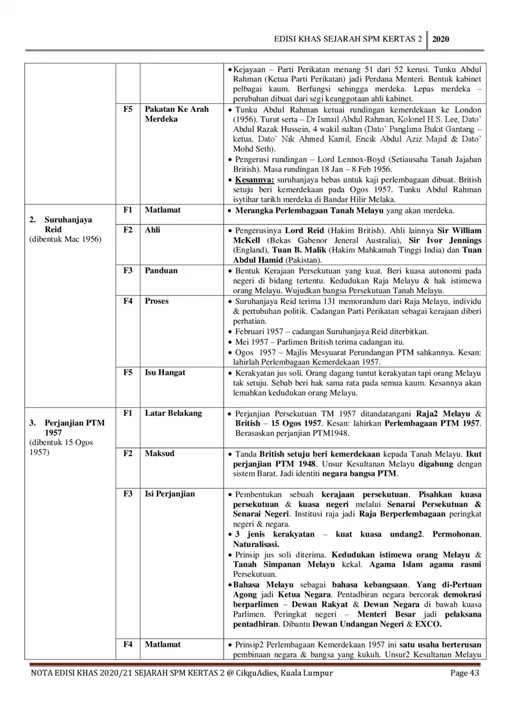 EDISI KHAS SEJARAH SPM KERTAS 2 2020
• Kejayaan – Parti Perikatan menang 51 dari 52 kerusi. Tunku Abdul
Rahman (Ketua Parti Perikatan) jadi Perdana Menteri. Bentuk kabinet
pelbagai kaum. Berfungsi sehingga merdeka. Lepas merdeka –
perubahan dibuat dari segi keanggotaan ahli kabinet.
F5 Pakatan Ke Arah
Merdeka
• Tunku Abdul Rahman ketuai rundingan kemerdekaan ke London
(1956). Turut serta – Dr Ismail Abdul Rahman, Kolonel H.S. Lee, Dato’
Abdul Razak Hussein, 4 wakil sultan (Dato’ Panglima Bukit Gantang –
ketua, Dato’ Nik Ahmed Kamil, Encik Abdul Aziz Majid & Dato’
Mohd Seth).
• Pengerusi rundingan – Lord Lennox-Boyd (Setiausaha Tanah Jajahan
British). Masa rundingan 18 Jan – 8 Feb 1956.
• Kesannya: suruhanjaya bebas untuk kaji perlembagaan dibuat. British
setuju beri kemerdekaan pada Ogos 1957. Tunku Abdul Rahman
isytihar tarikh merdeka di Bandar Hilir Melaka.
2. Suruhanjaya
Reid
(dibentuk Mac 1956)
F1 Matlamat
• Merangka Perlembagaan Tanah Melayu yang akan merdeka.
F2 Ahli
• Pengerusinya Lord Reid (Hakim British). Ahli lainnya Sir William
McKell (Bekas Gabenor Jeneral Australia), Sir Ivor Jennings
(England), Tuan B. Malik (Hakim Mahkamah Tinggi India) dan Tuan
Abdul Hamid (Pakistan).
F3 Panduan
• Bentuk Kerajaan Persekutuan yang kuat. Beri kuasa autonomi pada
negeri di bidang tertentu. Kedudukan Raja Melayu & hak istimewa
orang Melayu. Wujudkan bangsa Persekutuan Tanah Melayu.
F4 Proses
• Suruhanjaya Reid terima 131 memorandum dari Raja Melayu, individu
& pertubuhan politik. Cadangan Parti Perikatan sebagai kerajaan diberi
perhatian.
• Februari 1957 – cadangan Suruhanjaya Reid diterbitkan.
• Mei 1957 – Parlimen British terima cadangan itu.
• Ogos 1957 – Majlis Mesyuarat Perundangan PTM sahkannya. Kesan:
lahirlah Perlembagaan Kemerdekaan 1957.
F5 Isu Hangat
• Kerakyatan jus soli. Orang dagang tuntut kerakyatan tapi orang Melayu
tak setuju. Sebab beri hak sama rata pada semua kaum. Kesannya akan
lemahkan kedudukan orang Melayu.
3. Perjanjian PTM
1957
(dibentuk 15 Ogos
1957)
F1 Latar Belakang
• Perjanjian Persekutuan TM 1957 ditandatangani Raja2 Melayu &
British – 15 Ogos 1957. Kesan: lahirkan Perlembagaan PTM 1957.
Berasaskan perjanjian PTM1948.
F2 Maksud
• Tanda British setuju beri kemerdekaan kepada Tanah Melayu. Ikut
perjanjian PTM 1948. Unsur Kesultanan Melayu digabung dengan
sistem Barat. Jadi identiti negara bangsa PTM.
F3 Isi Perjanjian
• Pembentukan sebuah kerajaan persekutuan. Pisahkan kuasa
persekutuan & kuasa negeri melalui Senarai Persekutuan &
Senarai Negeri. Institusi raja jadi Raja Berperlembagaan peringkat
negeri & negara.
• 3 jenis kerakyatan – kuat kuasa undang2. Permohonan.
Naturalisasi.
• Prinsip jus soli diterima. Kedudukan istimewa orang Melayu &
Tanah Simpanan Melayu kekal. Agama Islam agama rasmi
Persekutuan.
• Bahasa Melayu sebagai bahasa kebangsaan. Yang di-Pertuan
Agong jadi Ketua Negara. Pentadbiran negara bercorak demokrasi
berparlimen – Dewan Rakyat & Dewan Negara di bawah kuasa
Parlimen. Peringkat negeri – Menteri Besar jadi pelaksana
pentadbiran. Dibantu Dewan Undangan Negeri & EXCO.
F4 Matlamat
• Prinsip2 Perlembagaan Kemerdekaan 1957 ini satu usaha berterusan
pembinaan negara & bangsa yang kukuh. Unsur2 Kesultanan Melayu
NOTA EDISI KHAS 2020/21 SEJARAH SPM KERTAS 2 @ CikguAdies, Kuala Lumpur Page 43